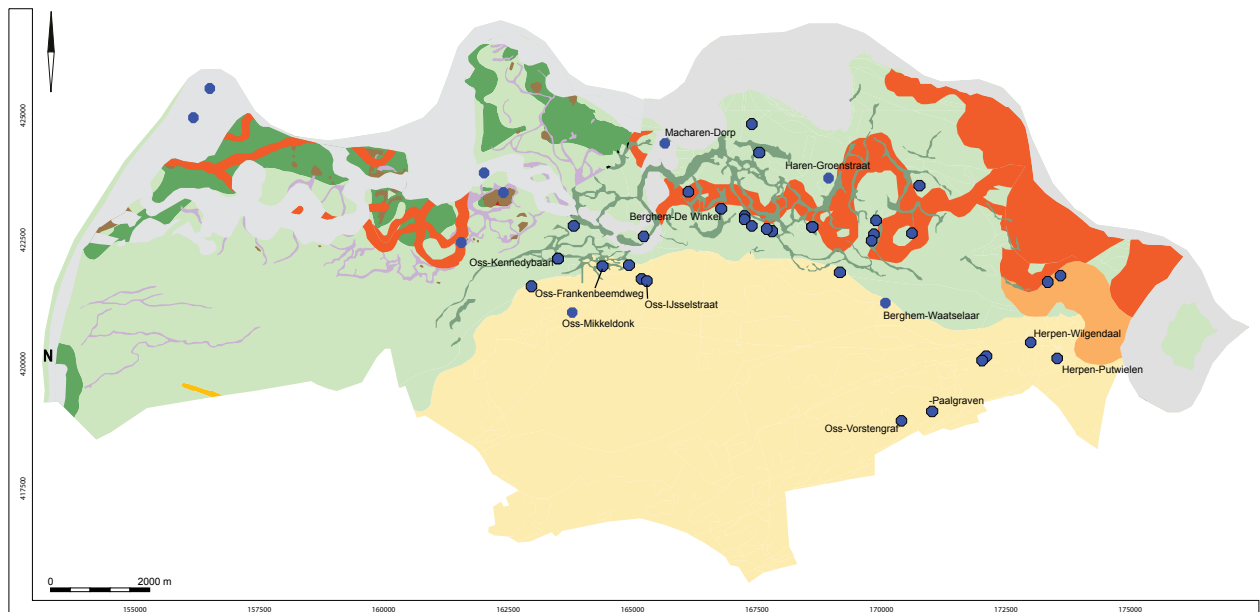 425000
422500
420000
417500
N
Macharen-Dorp
Haren-Groenstraat
Berghem-De Winkel
Oss-Kennedybaan
Oss-Frankenbeemdweg
Oss-IJsselstraat
Oss-Mikkeldonk
Berghem-Waatselaar
Herpen-Wilgendaal
Herpen-Putwielen
-Paalgraven
Oss-Vorstengraf
0 2000 m
155000 157500 160000 162500 165000 167500 170000 172500 175000